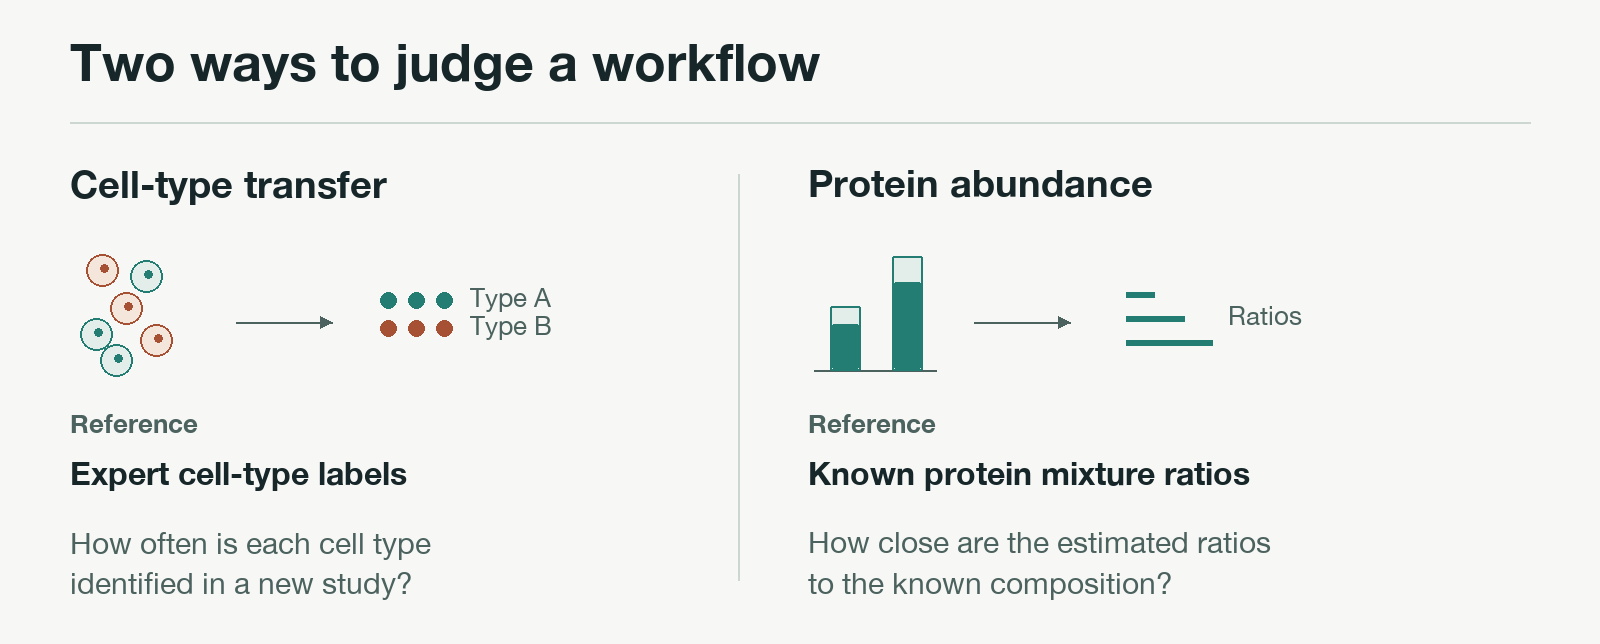 Two ways to judge a workflow
Cell-type transfer
Type A
Type B
Reference
Expert cell-type labels
How often is each cell type
identified in a new study?
Protein abundance
Ratios
Reference
Known protein mixture ratios
How close are the estimated ratios
to the known composition?